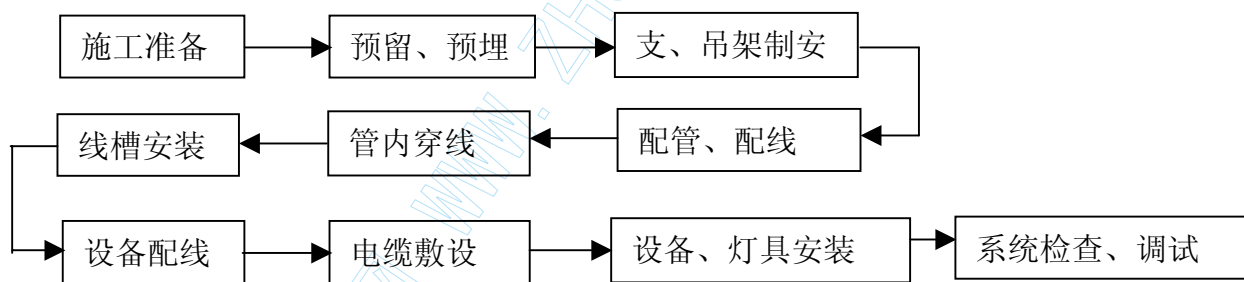 施工准备
预留、预埋
支、吊架制安
配管、配线
管内穿线
线槽安装
设备配线
电缆敷设
设备、灯具安装
系统检查、调试
www.zh